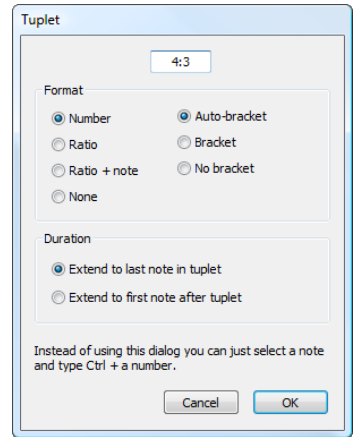 Tuplet
4:3
Format
Number
Auto-bracket
Ratio
Bracket
Ratio + note
No bracket
None
Duration
Extend to last note in tuplet
Extend to first note after tuplet
Instead of using this dialog you can just select a note
and type Ctrl + a number.
Cancel
OK